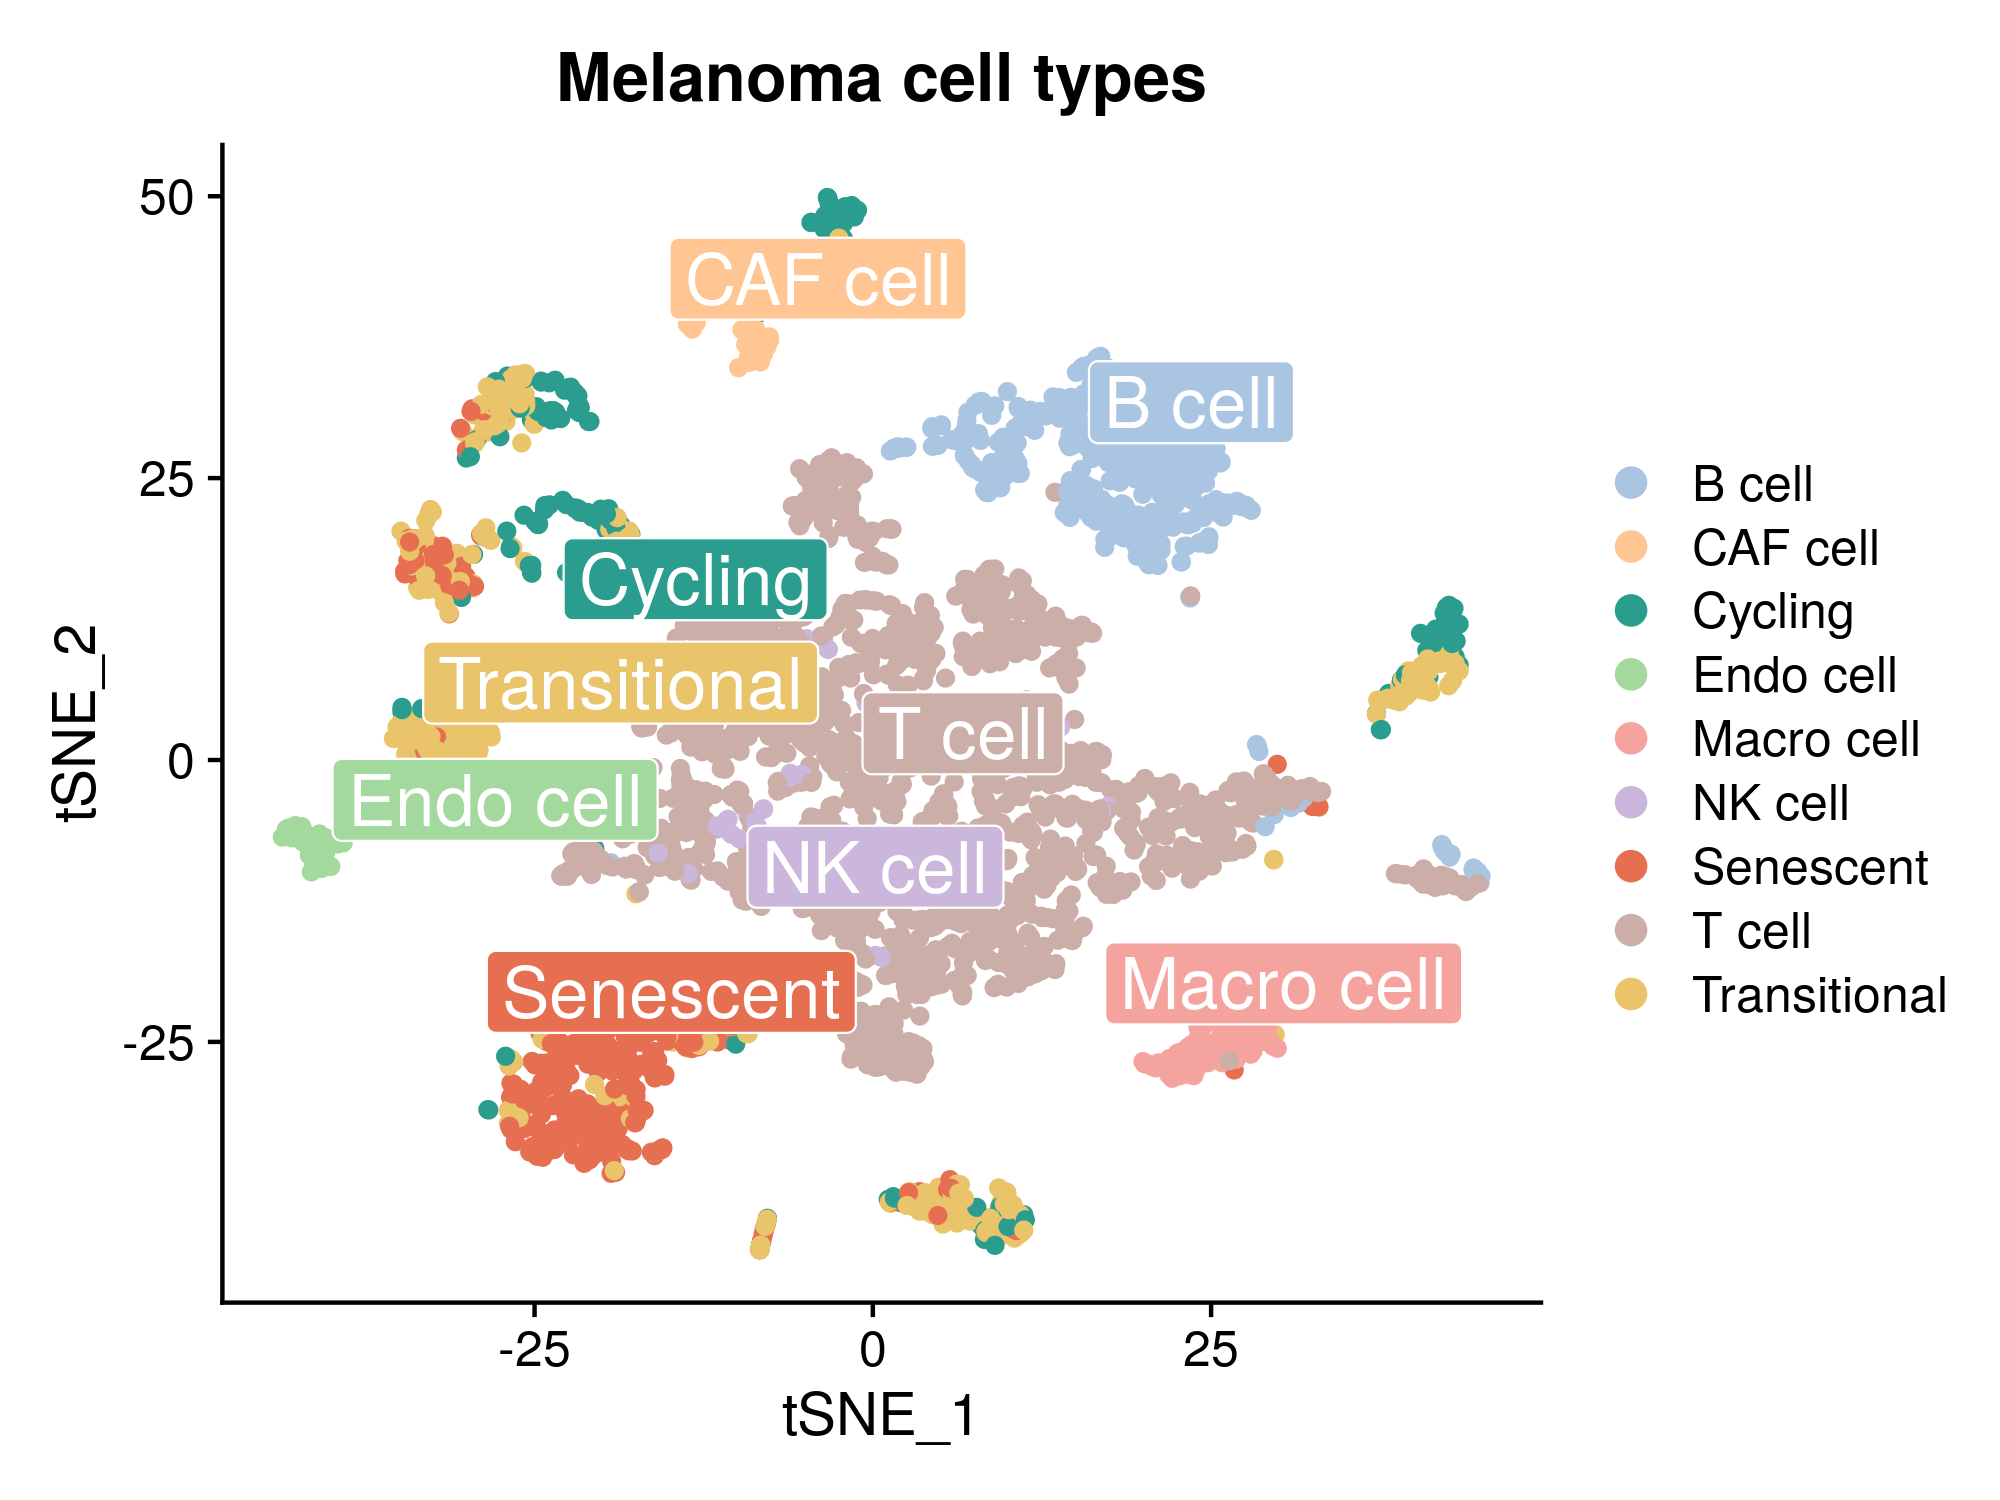 Melanoma cell types
tSNE_2
50
25
0
-25
CAF cell
B cell
Cycling
Transitional
T cell
Endo cell
NK cell
Senescent
Macro cell
-25
0
25
tSNE_1
B cell
CAF cell
Cycling
Endo cell
Macro cell
NK cell
Senescent
T cell
Transitional